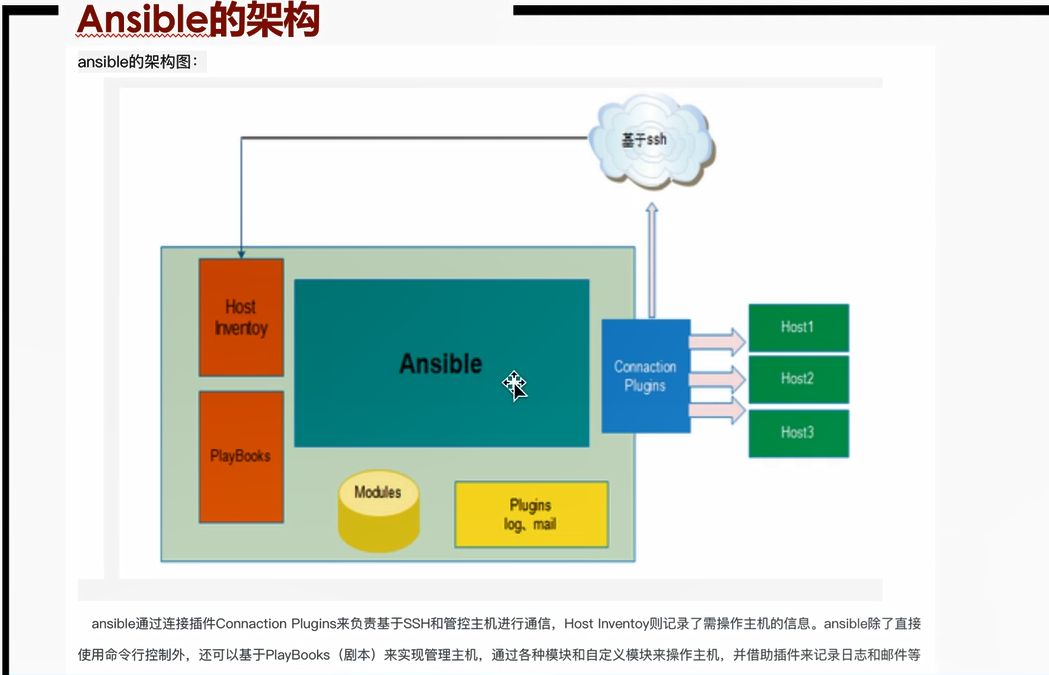 Ansible的架构
ansible的架构图：
基于ssh
Host
Inventoy
Ansible
Connaction
Plugins
Host1
Host2
Host3
PlayBooks
Modules
Plugins
log、mail
ansible通过连接插件Connaction Plugins来负责基于SSH和管控主机进行通信，Host Inventoy则记录了需操作主机的信息。ansible除了直接
使用命令行控制外，还可以基于PlayBooks（剧本）来实现管理主机，通过各种模块和自定义模块来操作主机，并借助插件来记录日志和邮件等